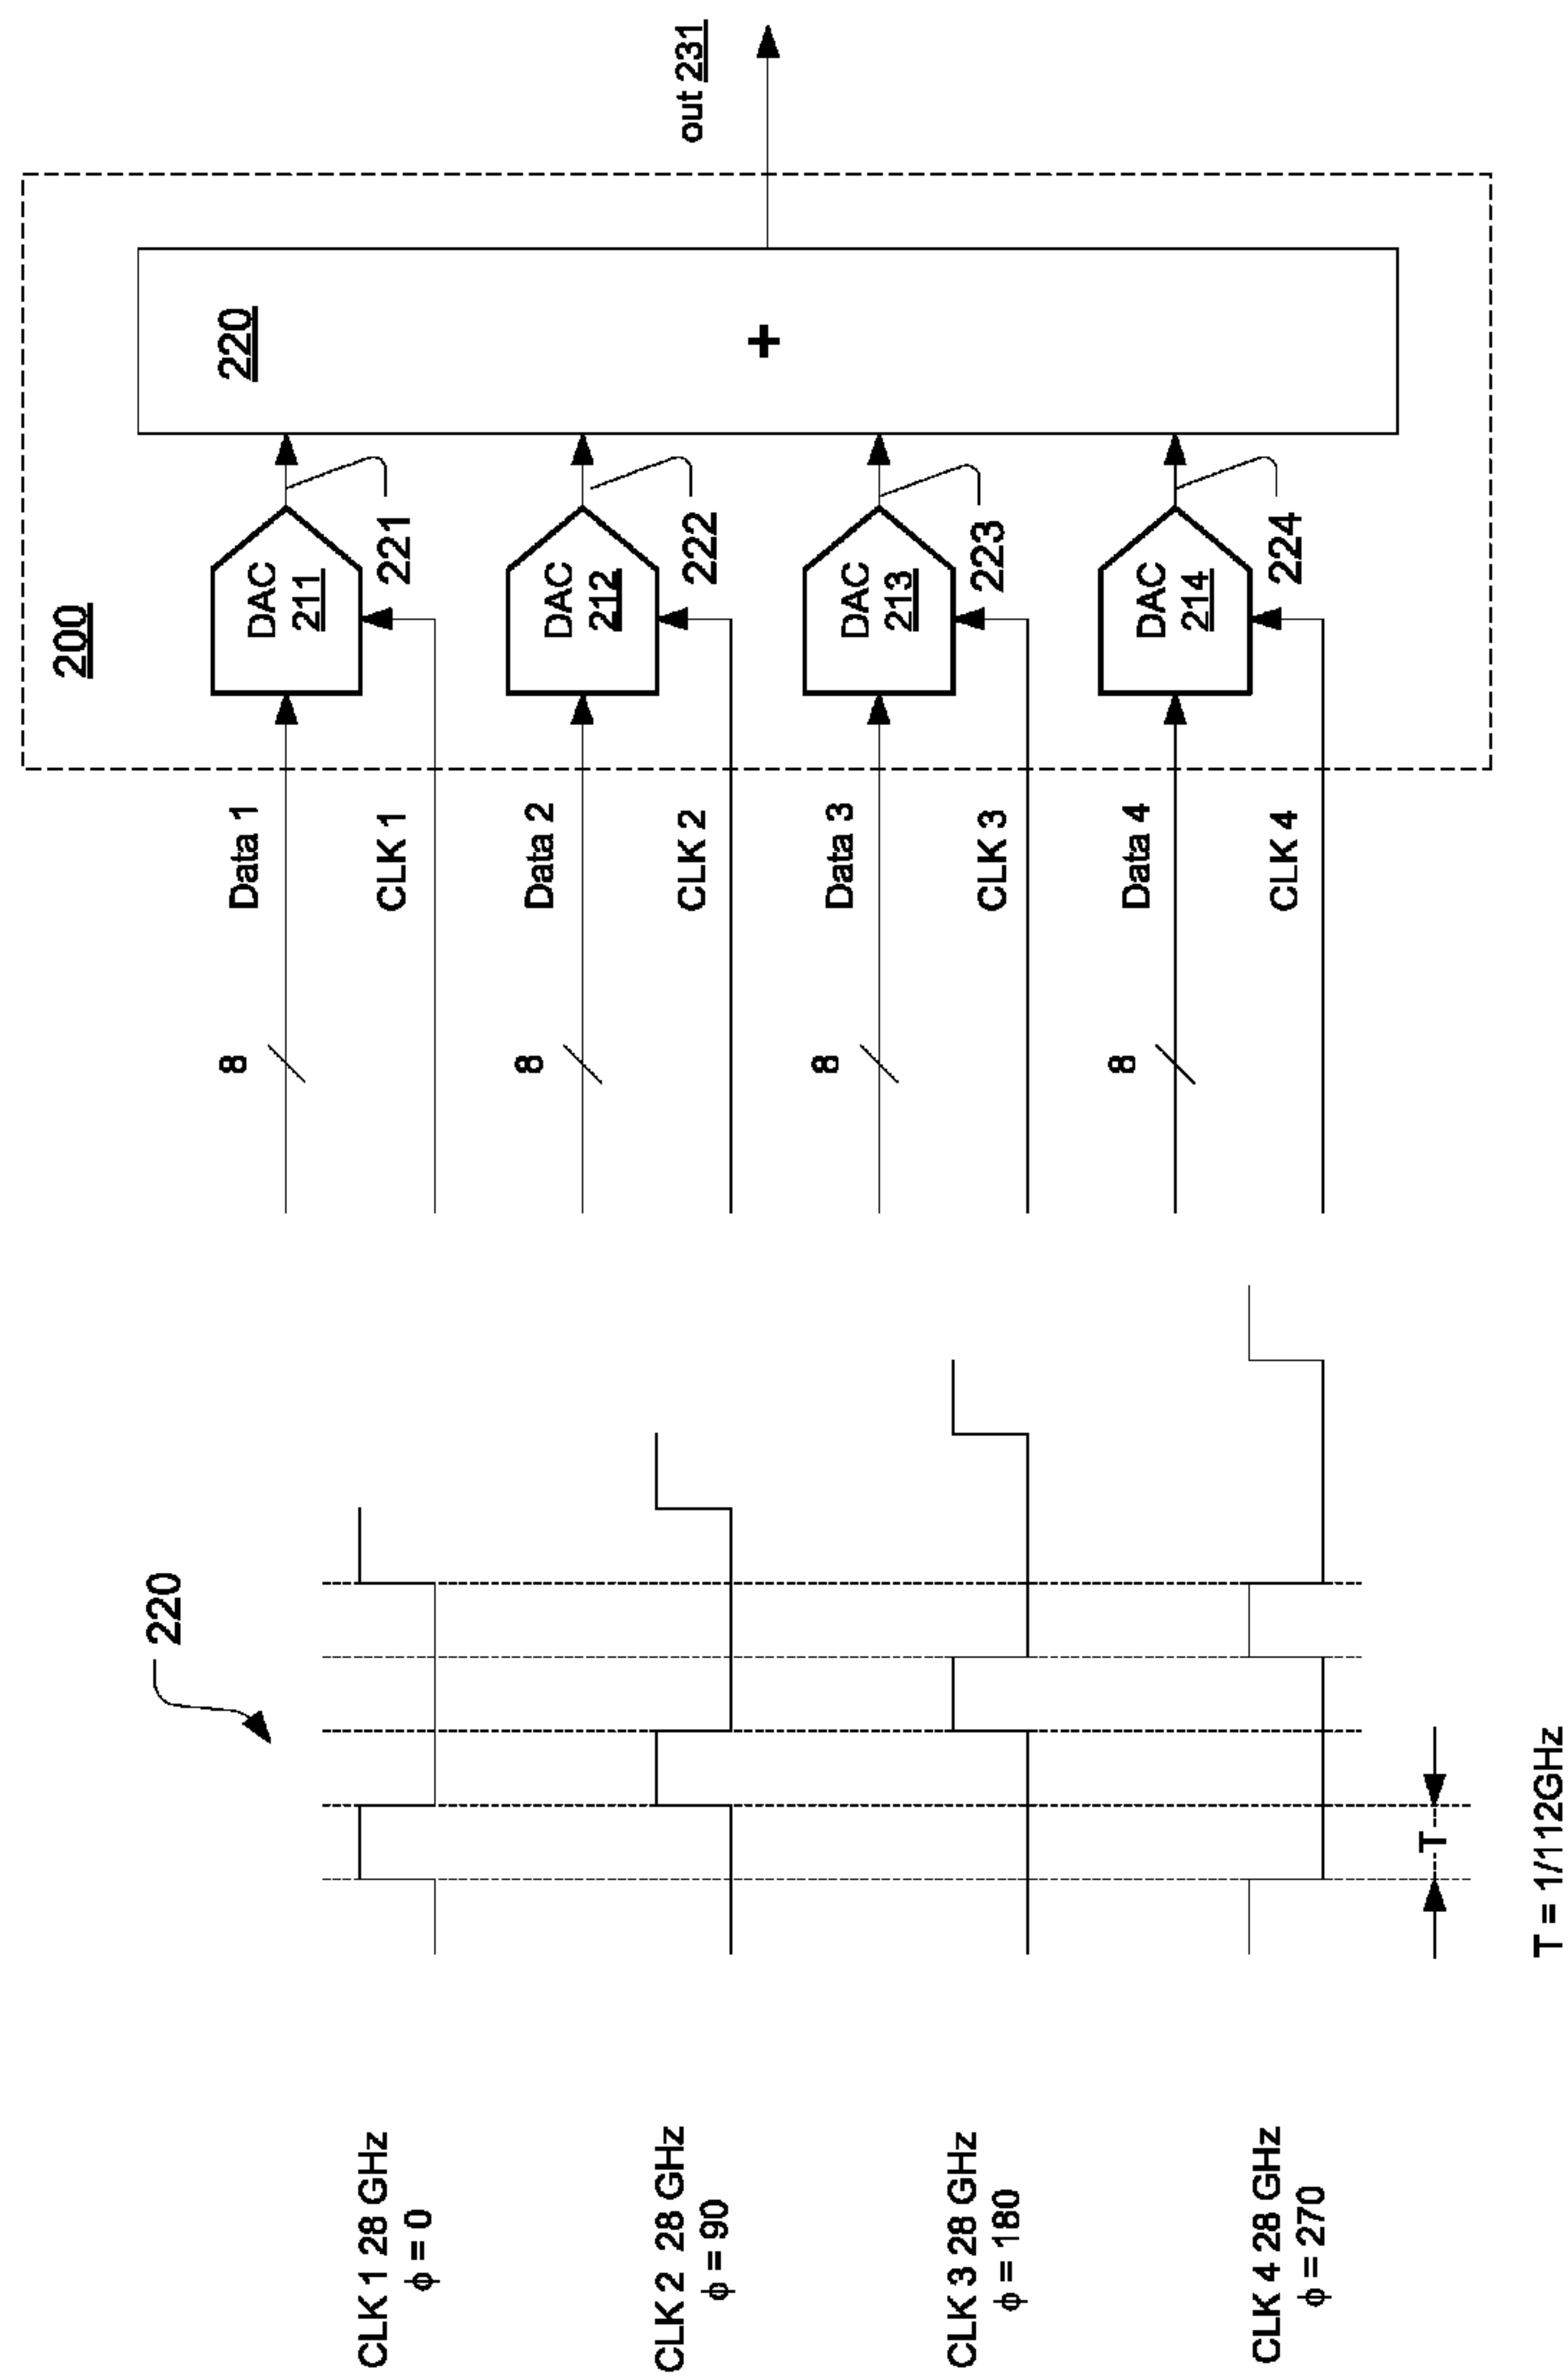 CLK 1 28 GHz
ϕ = 0
CLK 2 28 GHz
ϕ = 90
CLK 3 28 GHz
ϕ = 180
CLK 4 28 GHz
ϕ = 270
220
T
T = 1/112GHz
8
Data 1
CLK 1
8
Data 2
CLK 2
8
Data 3
CLK 3
8
Data 4
CLK 4
200
DAC
211
221
DAC
212
222
DAC
213
223
DAC
214
224
220
+
out 231